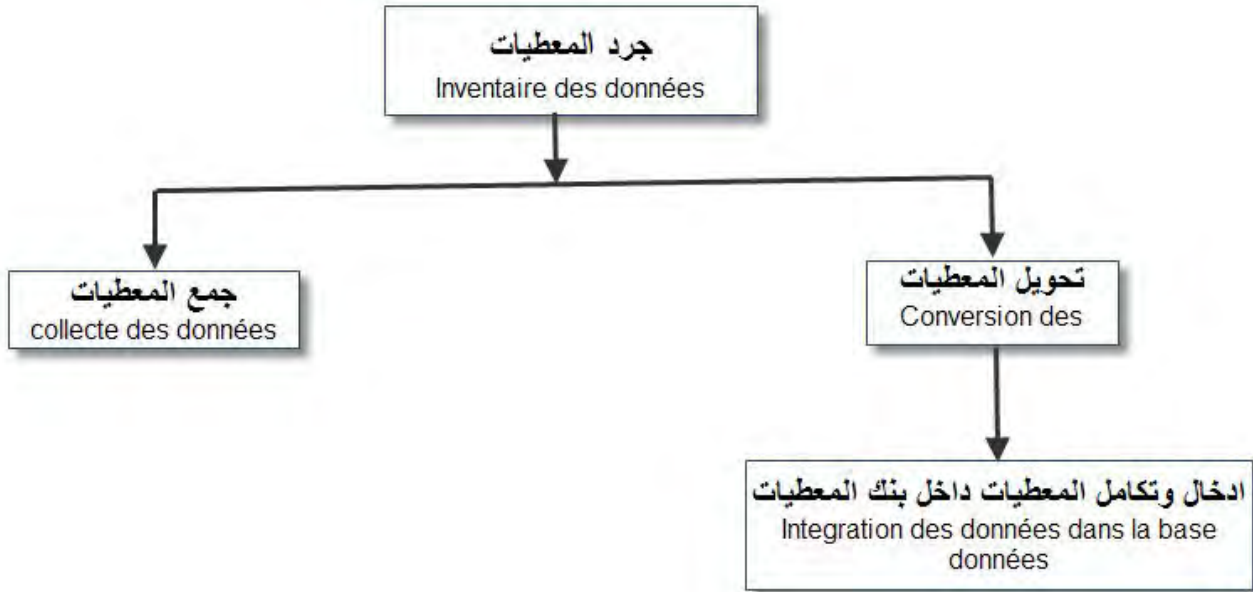 جرد المعطيات
Inventaire des données
جمع المعطيات
collecte des données
تحويل المعطيات
Conversion des
ادخال وتكامل المعطيات داخل بنك المعطيات
Integration des données dans la base
données